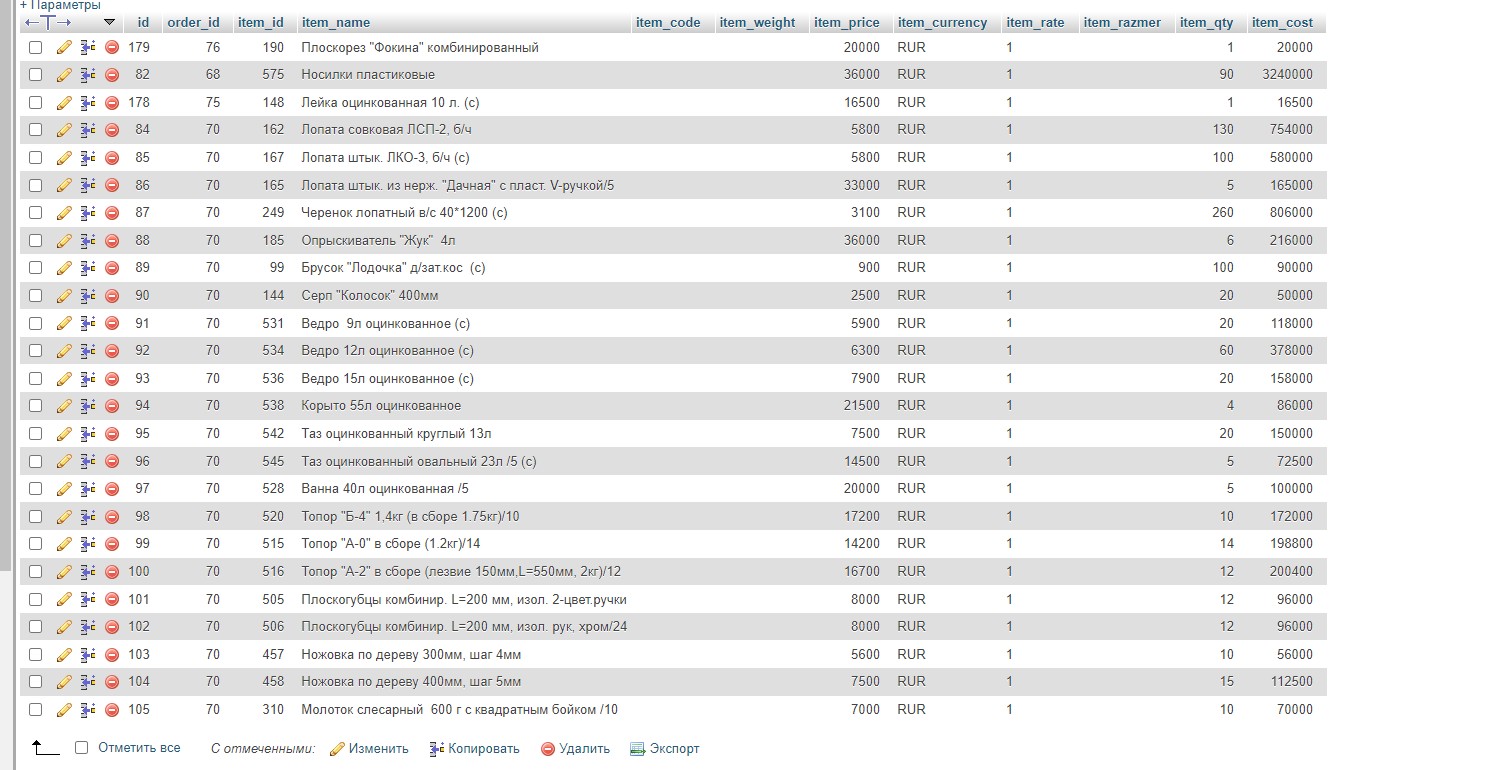 + Параметры
id order_id item_id item_name item_code item_weight item_price item_currency item_rate item_razmer item_qty item_cost
179 76 190 Плоскорез "Фокина" комбинированный 20000 RUR 1 1 20000
82 68 575 Носилки пластиковые 36000 RUR 1 90 3240000
178 75 148 Лейка оцинкованная 10 л. (с) 16500 RUR 1 1 16500
84 70 162 Лопата совковая ЛСП-2, б/ч 5800 RUR 1 130 754000
85 70 167 Лопата штык. ЛКО-3, б/ч (с) 5800 RUR 1 100 580000
86 70 165 Лопата штык. из нерж. "Дачная" с пласт. V-ручкой/5 33000 RUR 1 5 165000
87 70 249 Черенок лопатный в/с 40*1200 (с) 3100 RUR 1 260 806000
88 70 185 Опрыскиватель "Жук" 4л 36000 RUR 1 6 216000
89 70 99 Брусок "Лодочка" д/зат.кос (с) 900 RUR 1 100 90000
90 70 144 Серп "Колосок" 400мм 2500 RUR 1 20 50000
91 70 531 Ведро 9л оцинкованное (с) 5900 RUR 1 20 118000
92 70 534 Ведро 12л оцинкованное (с) 6300 RUR 1 60 378000
93 70 536 Ведро 15л оцинкованное (с) 7900 RUR 1 20 158000
94 70 538 Корыто 55л оцинкованное 21500 RUR 1 4 86000
95 70 542 Таз оцинкованный круглый 13л 7500 RUR 1 20 150000
96 70 545 Таз оцинкованный овальный 23л /5 (с) 14500 RUR 1 5 72500
97 70 528 Ванна 40л оцинкованная /5 20000 RUR 1 5 100000
98 70 520 Топор "Б-4" 1,4кг (в сборе 1.75кг)/10 17200 RUR 1 10 172000
99 70 515 Топор "А-0" в сборе (1.2кг)/14 14200 RUR 1 14 198800
100 70 516 Топор "А-2" в сборе (лезвие 150мм,L=550мм, 2кг)/12 16700 RUR 1 12 200400
101 70 505 Плоскогубцы комбинир. L=200 мм, изол. 2-цвет.ручки 8000 RUR 1 12 96000
102 70 506 Плоскогубцы комбинир. L=200 мм, изол. рук, хром/24 8000 RUR 1 12 96000
103 70 457 Ножовка по дереву 300мм, шаг 4мм 5600 RUR 1 10 56000
104 70 458 Ножовка по дереву 400мм, шаг 5мм 7500 RUR 1 15 112500
105 70 310 Молоток слесарный 600 г с квадратным бойком /10 7000 RUR 1 10 70000
Отметить все С отмеченными: Изменить Копировать Удалить Экспорт